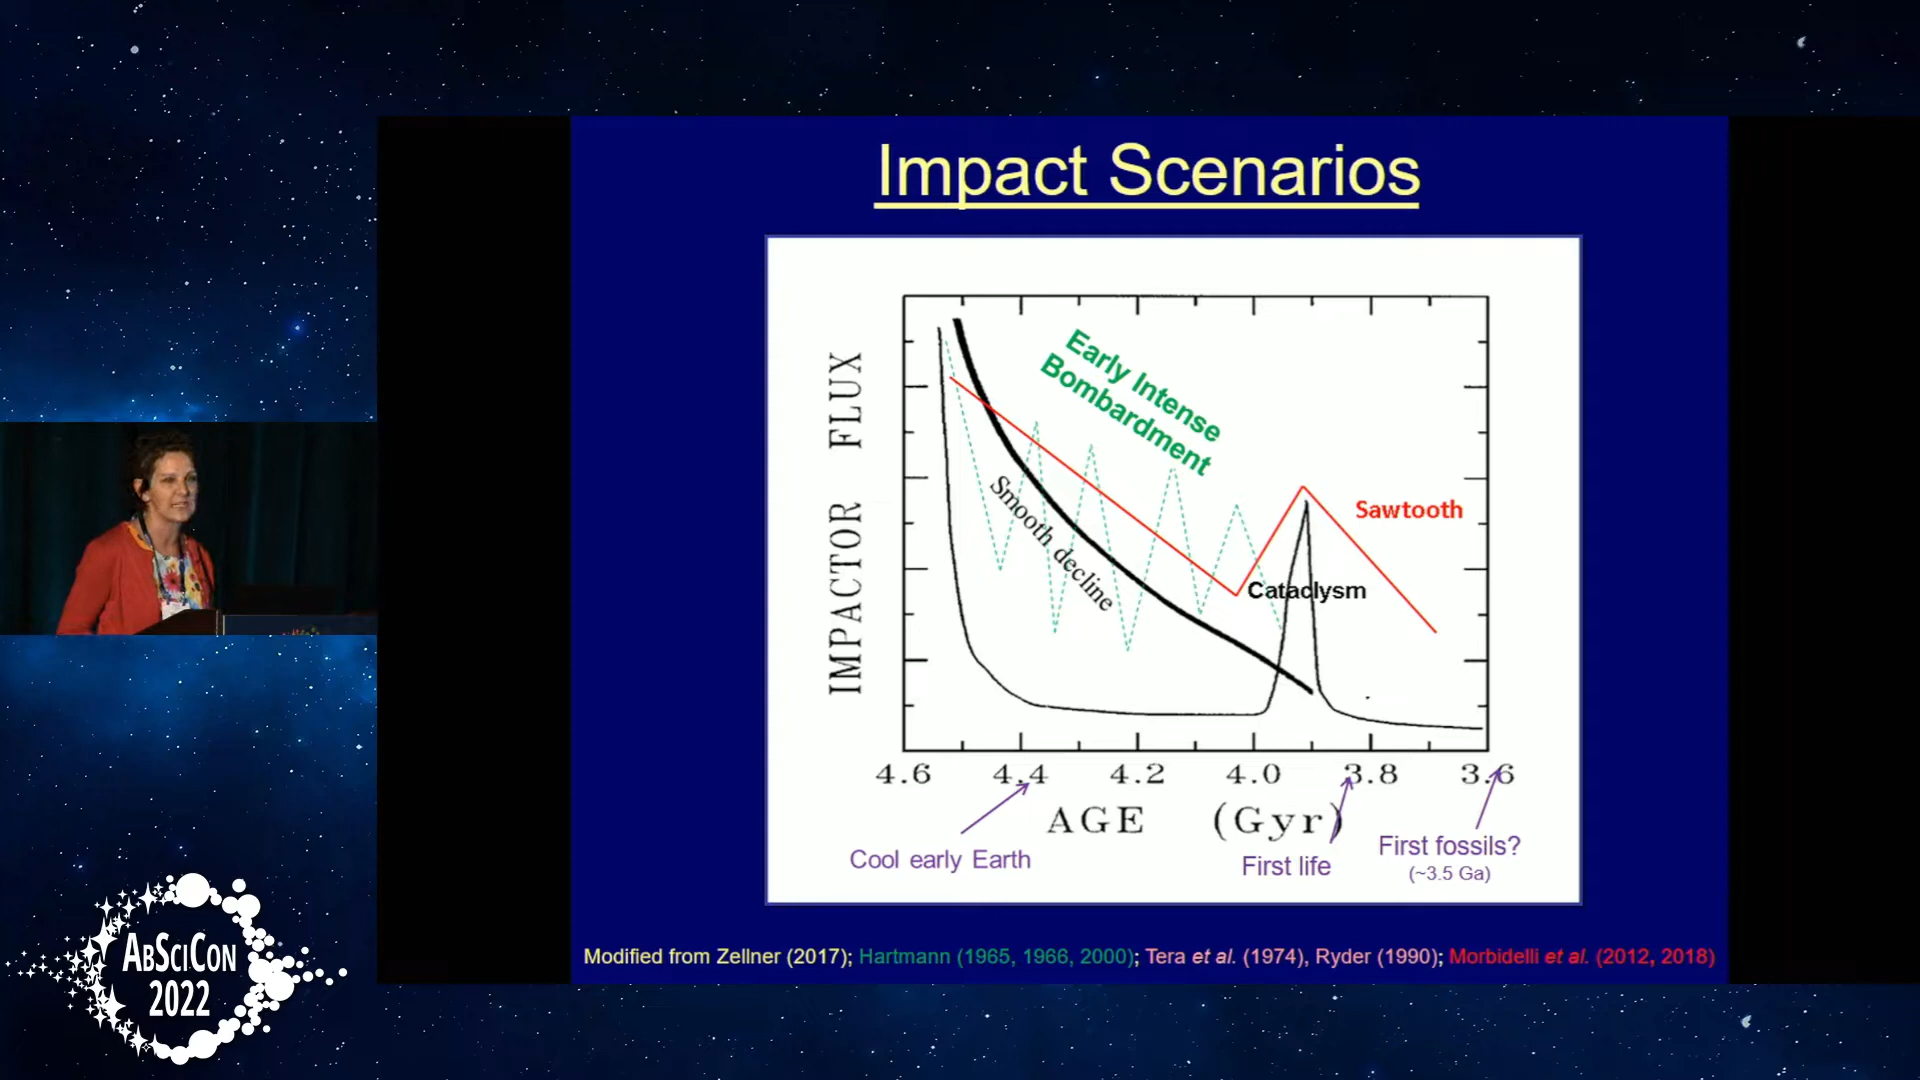 Impact Scenarios
IMPACTOR FLUX
Early Intense
Bombardment
Smooth decline
Sawtooth
Cataclysm
4.6 4.4 4.2 4.0 3.8 3.6
AGE (Gyr)
Cool early Earth
First life
First fossils?
(~3.5 Ga)
Modified from Zellner (2017); Hartmann (1965, 1966, 2000); Tera et al. (1974), Ryder (1990); Morbidelli et al. (2012, 2018)
ABSCICON
2022